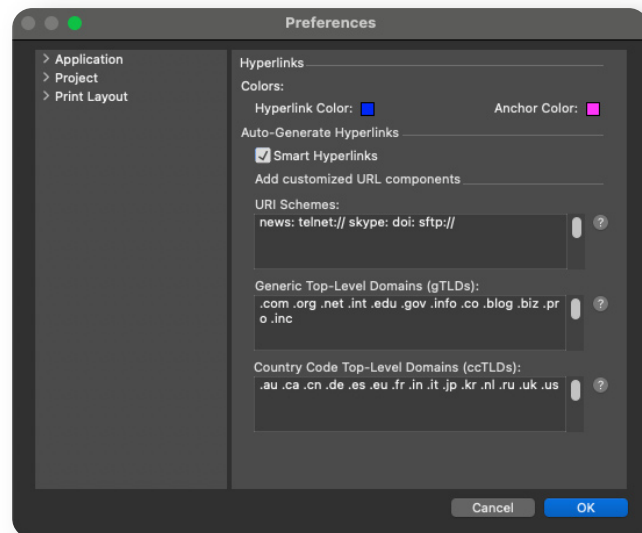 Preferences
Application
Project
Print Layout
Hyperlinks
Colors:
Hyperlink Color:
Anchor Color:
Auto-Generate Hyperlinks
Smart Hyperlinks
Add customized URL components
URI Schemes:
news: telnet:// skype: doi: sftp://
?
Generic Top-Level Domains (gTLDs):
.com .org .net .int .edu .gov .info .co .blog .biz .pr
o .inc
?
Country Code Top-Level Domains (ccTLDs):
.au .ca .cn .de .es .eu .fr .in .it .jp .kr .nl .ru .uk .us
?
Cancel
OK